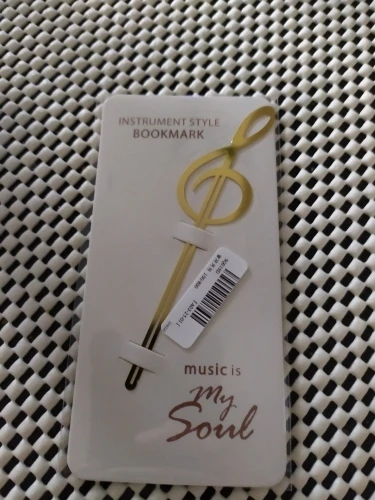 INSTRUMENT STYLE
BOOKMARK
music is
My
Soul